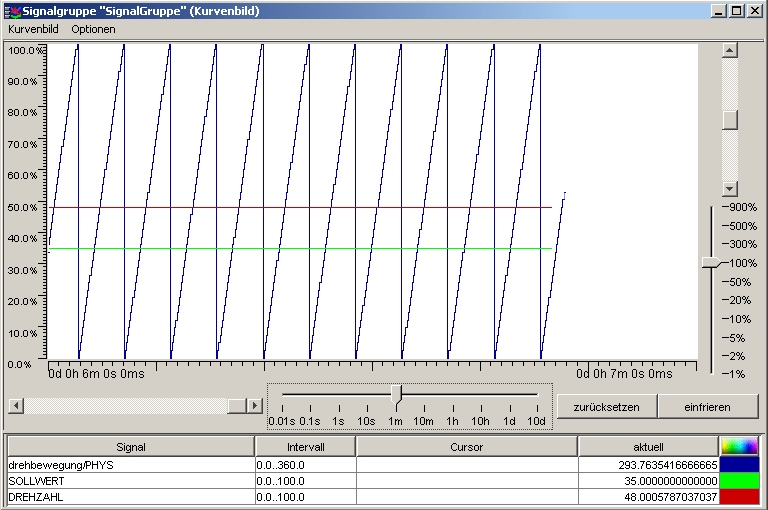 Signalgruppe "SignalGruppe" (Kurvenbild)
Kurvenbild Optionen
100.0%
90.0%
80.0%
70.0%
60.0%
50.0%
40.0%
30.0%
20.0%
10.0%
0.0%
900%
500%
300%
100%
50%
20%
10%
5%
2%
1%
0d 0h 6m 0s 0ms 0d 0h 7m 0s 0ms
0.01s 0.1s 1s 10s 1m 10m 1h 10h 1d 10d
zurücksetzen einfrieren
Signal Intervall Cursor aktuell
drehbewegung/PHYS 0.0..360.0 293.7635416666665
SOLLWERT 0.0..100.0 35.0000000000000
DREHZAHL 0.0..100.0 48.0005787037037